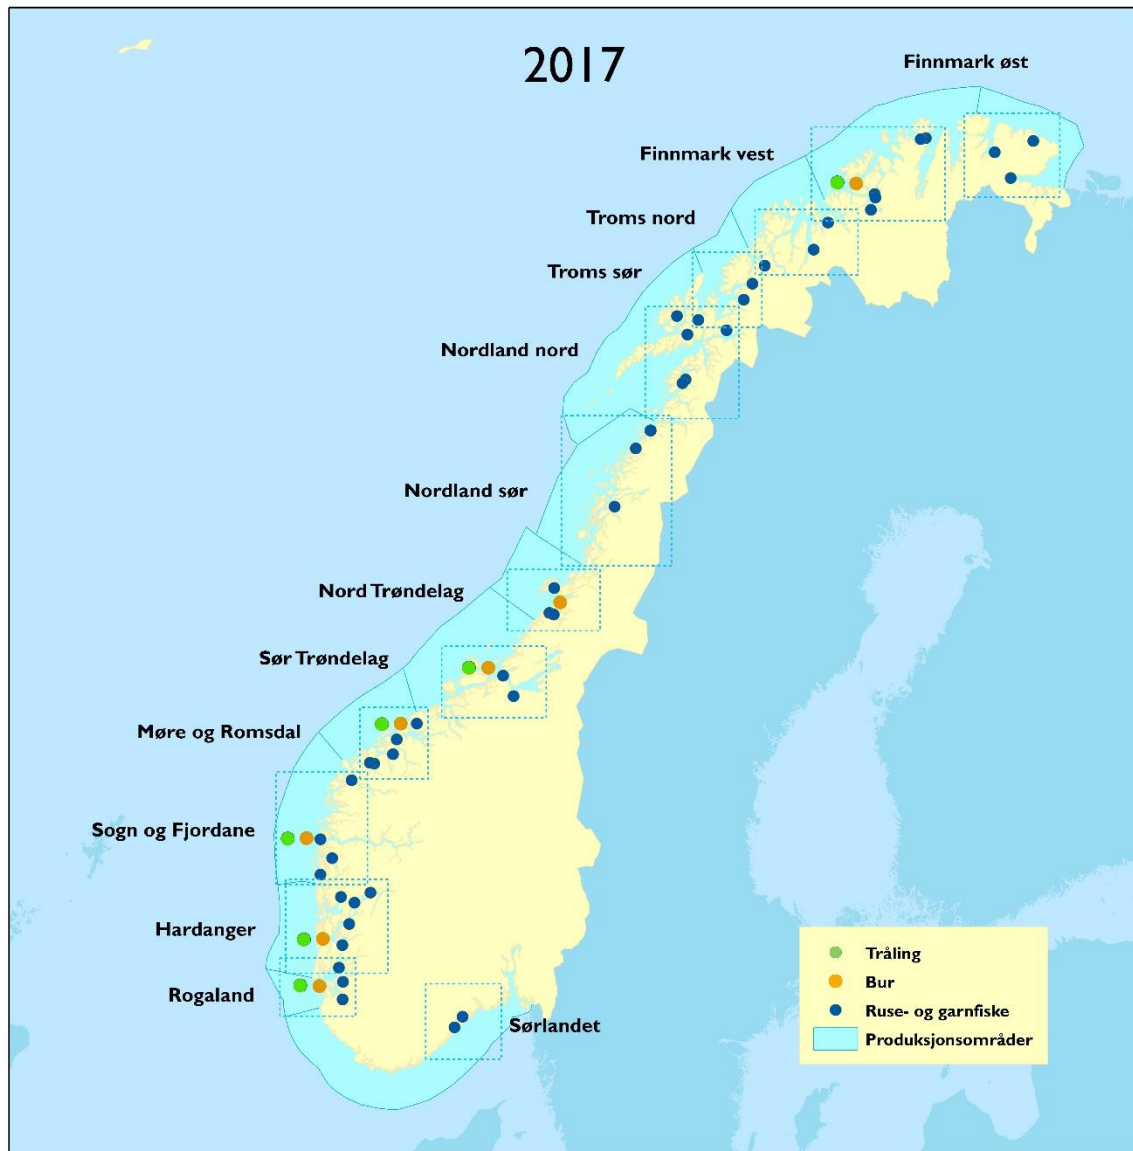 2017
Finnmark øst
Finnmark vest
Troms nord
Troms sør
Nordland nord
Nordland sør
Nord Trøndelag
Sør Trøndelag
Møre og Romsdal
Sogn og Fjordane
Hardanger
Rogaland
Sørlandet
Tråling
Bur
Ruse- og garnfiske
Produksjonsområder